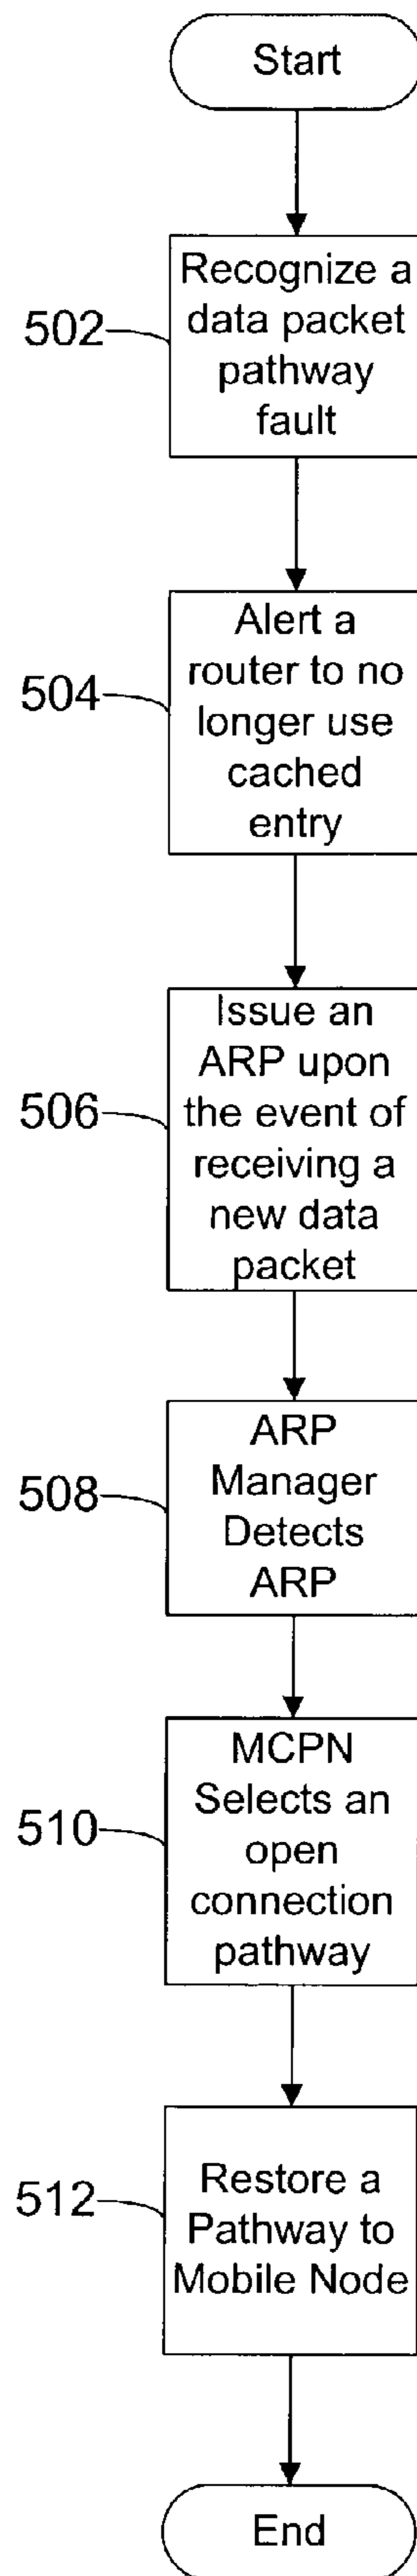 Start
502
Recognize a
data packet
pathway
fault
504
Alert a
router to no
longer use
cached
entry
506
Issue an
ARP upon
the event of
receiving a
new data
packet
508
ARP
Manager
Detects
ARP
510
MCPN
Selects an
open
connection
pathway
512
Restore a
Pathway to
Mobile Node
End